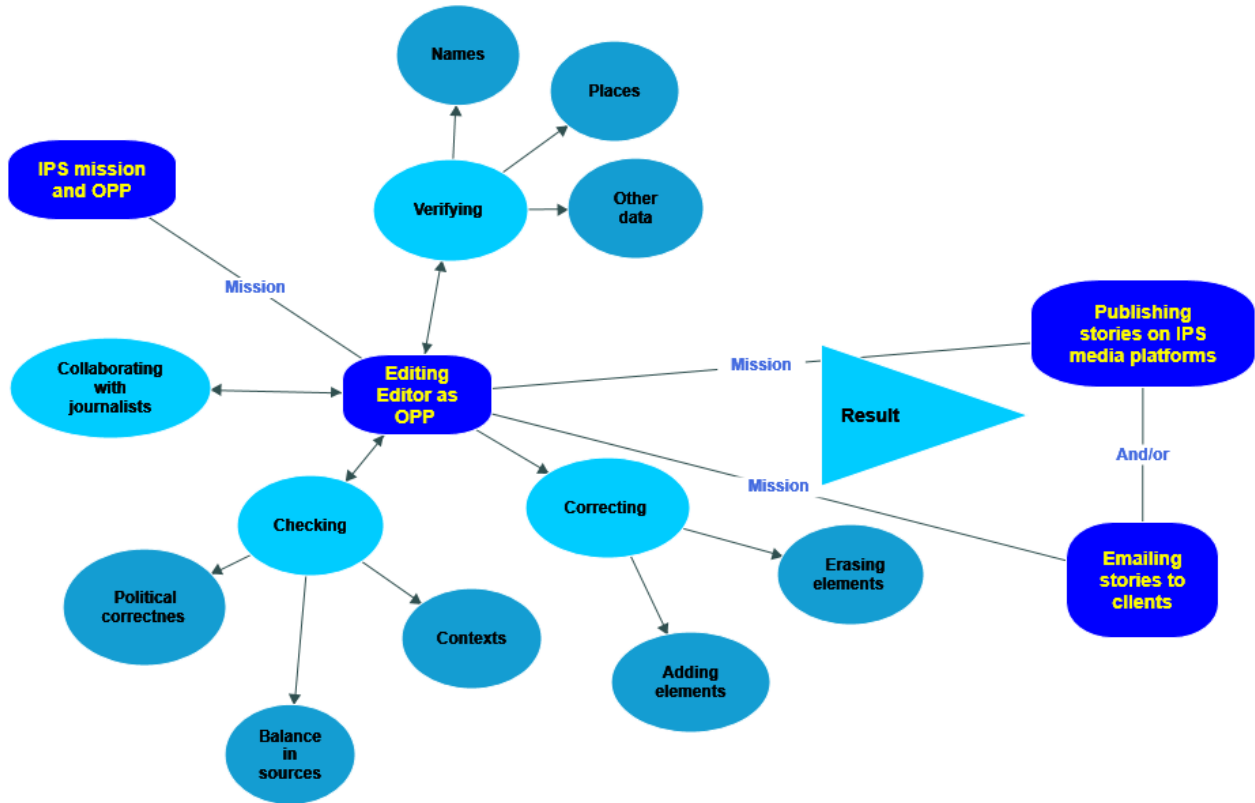 Names
Places
IPS mission
and OPP
Verifying
Other
data
Mission
Publishing
stories on IPS
media platforms
Collaborating
with
journalists
Editing
Editor as
OPP
Mission
Result
And/or
Mission
Checking
Correcting
Emailing
stories to
clients
Erasing
elements
Political
correctnes
Contexts
Adding
elements
Balance
in
sources